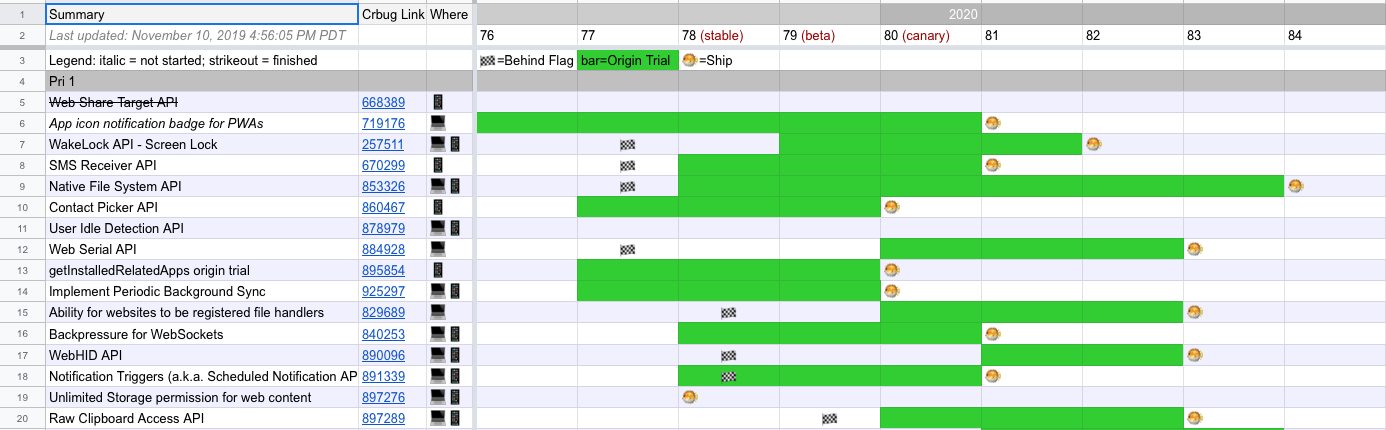 1 Summary Crbug Link Where 2020
2 Last updated: November 10, 2019 4:56:05 PM PDT 76 77 78 (stable) 79 (beta) 80 (canary) 81 82 83 84
3 Legend: italic = not started; strikeout = finished =Behind Flag bar=Origin Trial =Ship
4 Pri 1
5 Web Share Target API 668389
6 App icon notification badge for PWAs 719176
7 WakeLock API - Screen Lock 257511
8 SMS Receiver API 670299
9 Native File System API 853326
10 Contact Picker API 860467
11 User Idle Detection API 878979
12 Web Serial API 884928
13 getInstalledRelatedApps origin trial 895854
14 Implement Periodic Background Sync 925297
15 Ability for websites to be registered file handlers 829689
16 Backpressure for WebSockets 840253
17 WebHID API 890096
18 Notification Triggers (a.k.a. Scheduled Notification AP 891339
19 Unlimited Storage permission for web content 897276
20 Raw Clipboard Access API 897289